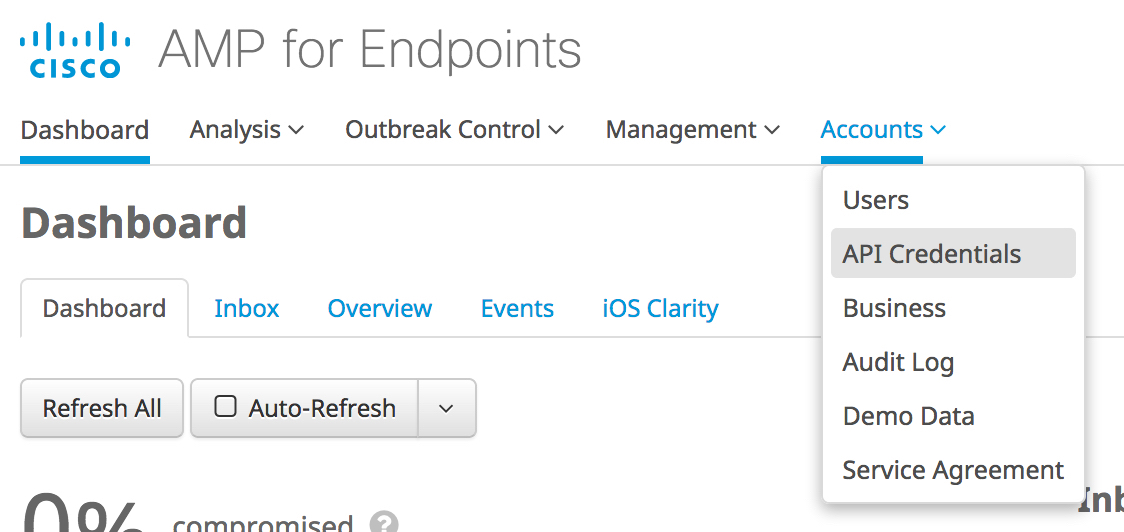 CISCO AMP for Endpoints
Dashboard Analysis Outbreak Control Management Accounts
Users
API Credentials
Business
Audit Log
Demo Data
Service Agreement
Dashboard
Dashboard Inbox Overview Events iOS Clarity
Refresh All Auto-Refresh
0% compromised ?